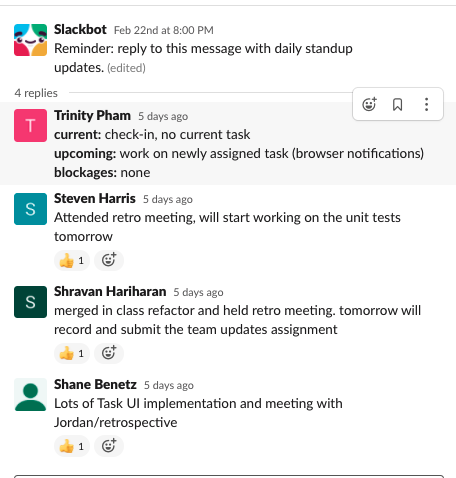 Slackbot Feb 22nd at 8:00 PM
Reminder: reply to this message with daily standup
updates. (edited)
4 replies
T
Trinity Pham 5 days ago
current: check-in, no current task
upcoming: work on newly assigned task (browser notifications)
blockages: none
S
Steven Harris 5 days ago
Attended retro meeting, will start working on the unit tests
tomorrow
1
S
Shravan Hariharan 5 days ago
merged in class refactor and held retro meeting. tomorrow will
record and submit the team updates assignment
1
Shane Benetz 5 days ago
Lots of Task UI implementation and meeting with
Jordan/retrospective
1